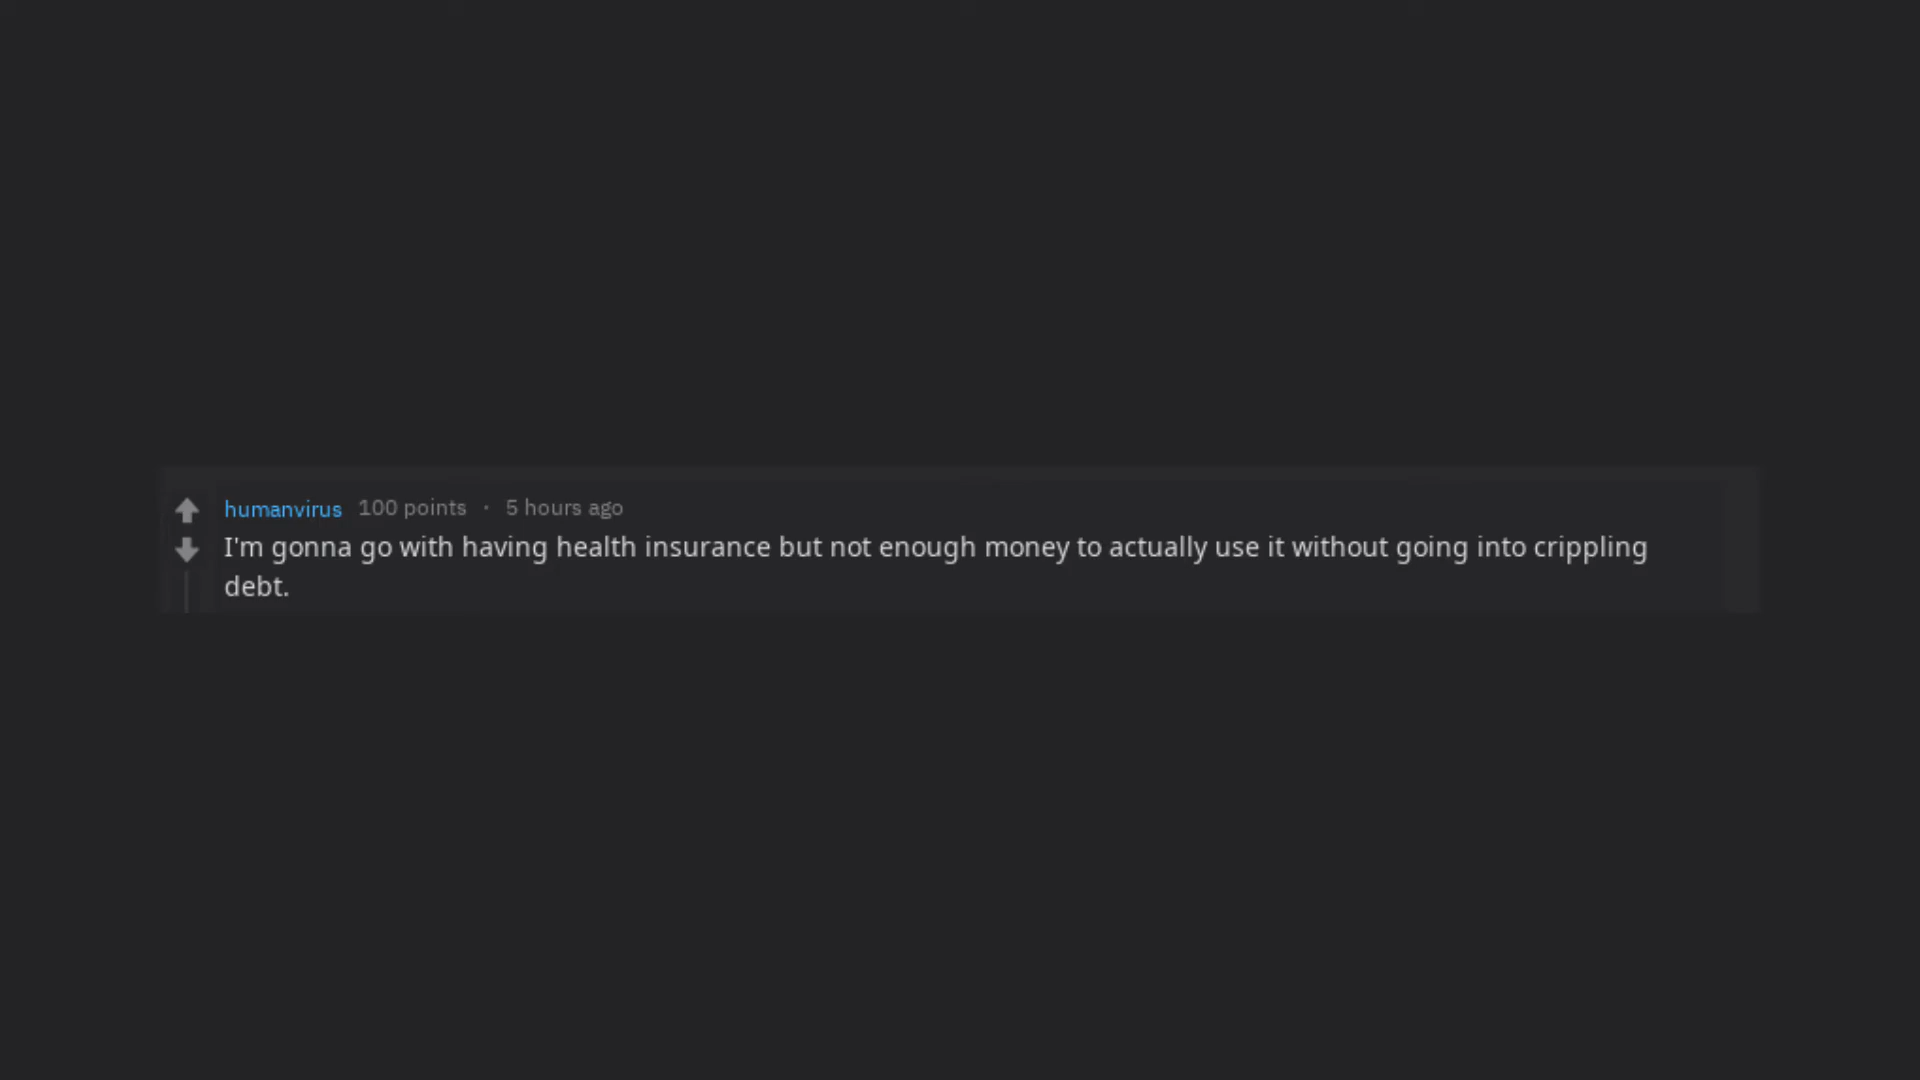 humanvirus 100 points · 5 hours ago
I'm gonna go with having health insurance but not enough money to actually use it without going into crippling
debt.